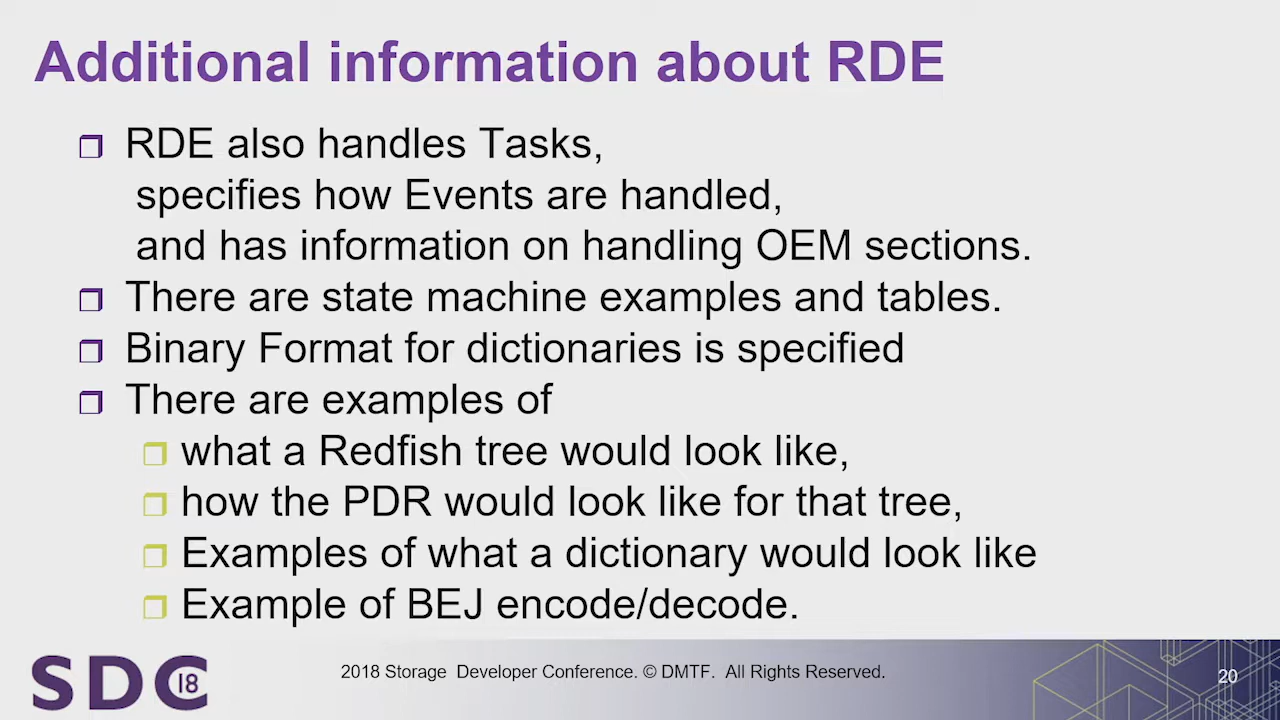 Additional information about RDE
RDE also handles Tasks,
specifies how Events are handled,
and has information on handling OEM sections.
There are state machine examples and tables.
Binary Format for dictionaries is specified
There are examples of
what a Redfish tree would look like,
how the PDR would look like for that tree,
Examples of what a dictionary would look like
Example of BEJ encode/decode.
SDC 18
2018 Storage Developer Conference. © DMTF. All Rights Reserved.
20